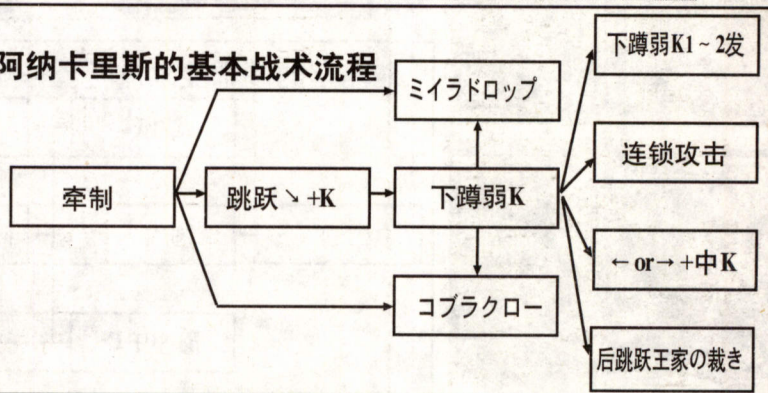 阿纳卡里斯的基本战术流程
牵制
跳跃↘+K
ミイラドロップ
下蹲弱K
コブラクロー
下蹲弱K1~2发
连锁攻击
← or → +中K
后跳跃王家の裁き